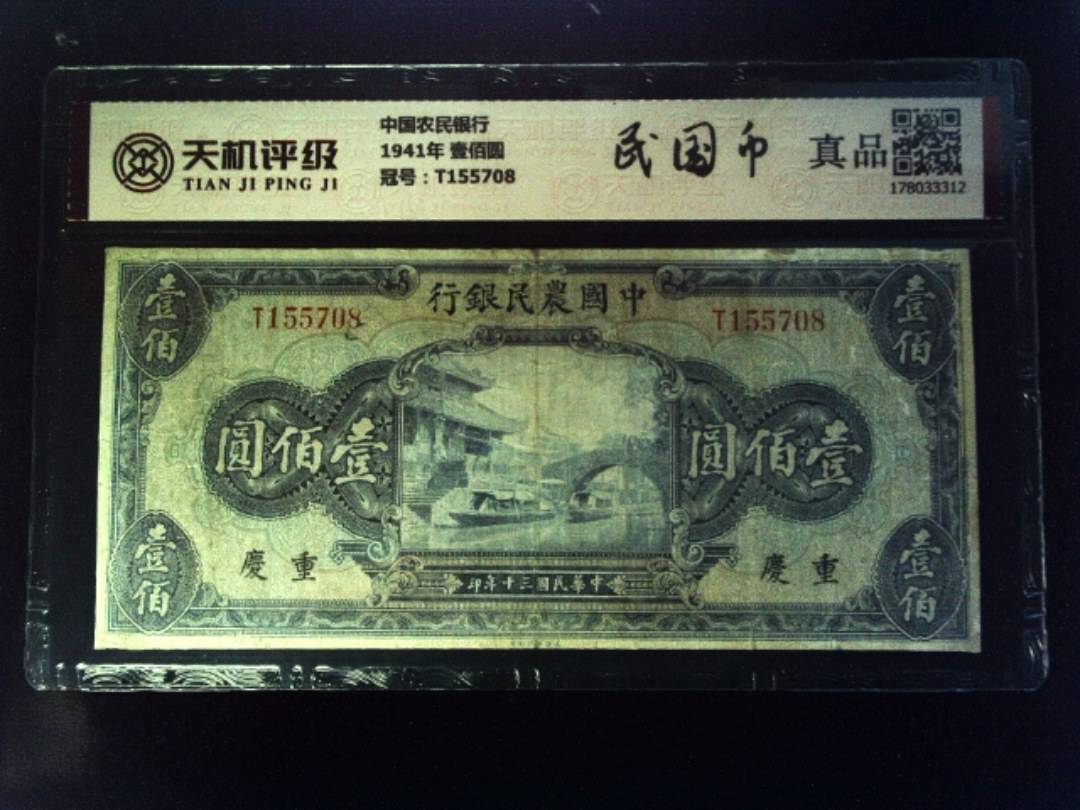 天机评级
TIAN JI PING JI
中国农民银行
1941年 壹佰圆
冠号：T155708
民国币
真品
178033312
行銀民農國中
T155708
T155708
壹佰
壹佰
圓佰壹
圓佰壹
慶重
慶重
壹佰
壹佰
印年十三國民華中